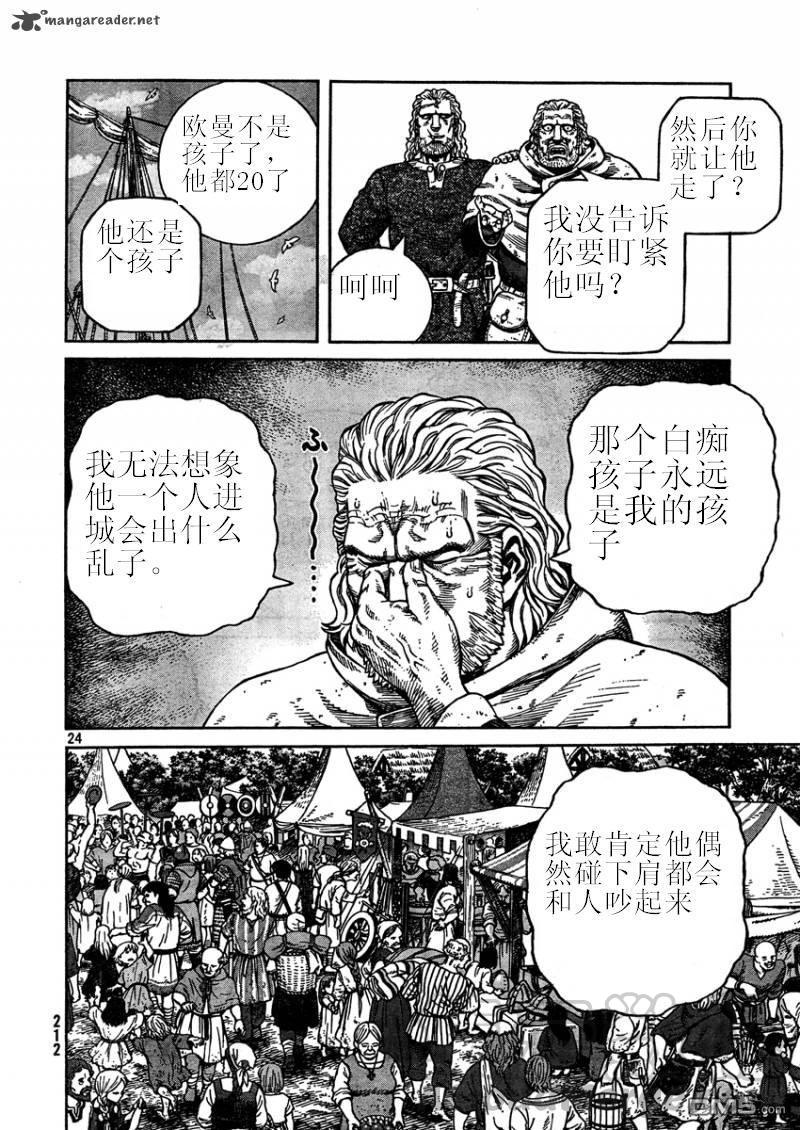 mangareader.net
然后你
就让他
走了？
我没告诉
你要盯紧
他吗？
呵呵
欧曼不是
孩子了，
他都20了
他还是
个孩子
那个白痴
孩子永远
是我的孩
子
ふー
我无法想象
他一个人进
城会出什么
乱子。
24
我敢肯定他偶
然碰下肩都会
和人吵起来
212